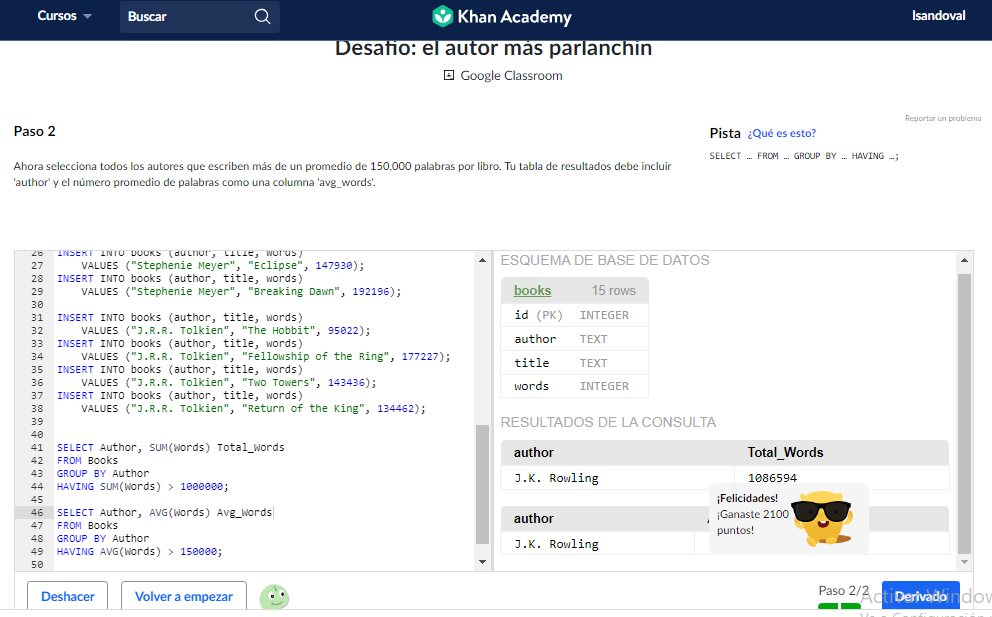 Cursos
Buscar
Khan Academy
lsandoval
Desafío: el autor más parlanchín
Google Classroom
Reportar un problema
Paso 2
Pista ¿Qué es esto?
SELECT … FROM … GROUP BY … HAVING …;
Ahora selecciona todos los autores que escriben más de un promedio de 150,000 palabras por libro. Tu tabla de resultados debe incluir
'author' y el número promedio de palabras como una columna 'avg_words'.
26 INSERT INTO books (author, title, words)
27 VALUES ("Stephenie Meyer", "Eclipse", 147930);
28 INSERT INTO books (author, title, words)
29 VALUES ("Stephenie Meyer", "Breaking Dawn", 192196);
30
31 INSERT INTO books (author, title, words)
32 VALUES ("J.R.R. Tolkien", "The Hobbit", 95022);
33 INSERT INTO books (author, title, words)
34 VALUES ("J.R.R. Tolkien", "Fellowship of the Ring", 177227);
35 INSERT INTO books (author, title, words)
36 VALUES ("J.R.R. Tolkien", "Two Towers", 143436);
37 INSERT INTO books (author, title, words)
38 VALUES ("J.R.R. Tolkien", "Return of the King", 134462);
39
40
41 SELECT Author, SUM(Words) Total_Words
42 FROM Books
43 GROUP BY Author
44 HAVING SUM(Words) > 1000000;
45
46 SELECT Author, AVG(Words) Avg_Words
47 FROM Books
48 GROUP BY Author
49 HAVING AVG(Words) > 150000;
50
ESQUEMA DE BASE DE DATOS
books 15 rows
id (PK) INTEGER
author TEXT
title TEXT
words INTEGER
RESULTADOS DE LA CONSULTA
author Total_Words
J.K. Rowling 1086594
author
J.K. Rowling
¡Felicidades!
¡Ganaste 2100
puntos!
Deshacer
Volver a empezar
Paso 2/2
Derivado
Activar Windows